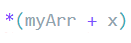 *(myArr + x)